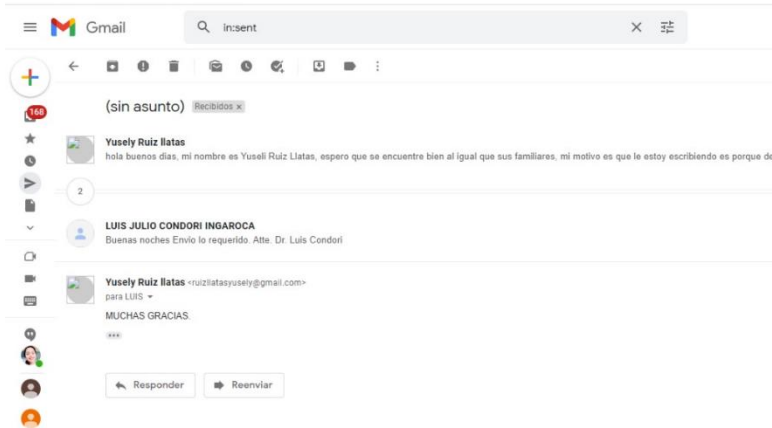 Gmail
in:sent
168
(sin asunto) Recibidos x
Yusely Ruiz llatas
hola buenos dias, mi nombre es Yuseli Ruiz Llatas, espero que se encuentre bien al igual que sus familiares, mi motivo es que le estoy escribiendo es porque de
2
LUIS JULIO CONDORI INGAROCA
Buenas noches Envio lo requerido. Atte. Dr. Luis Condori
Yusely Ruiz llatas <ruizllatasyusely@gmail.com>
para LUIS
MUCHAS GRACIAS.
Responder
Reenviar